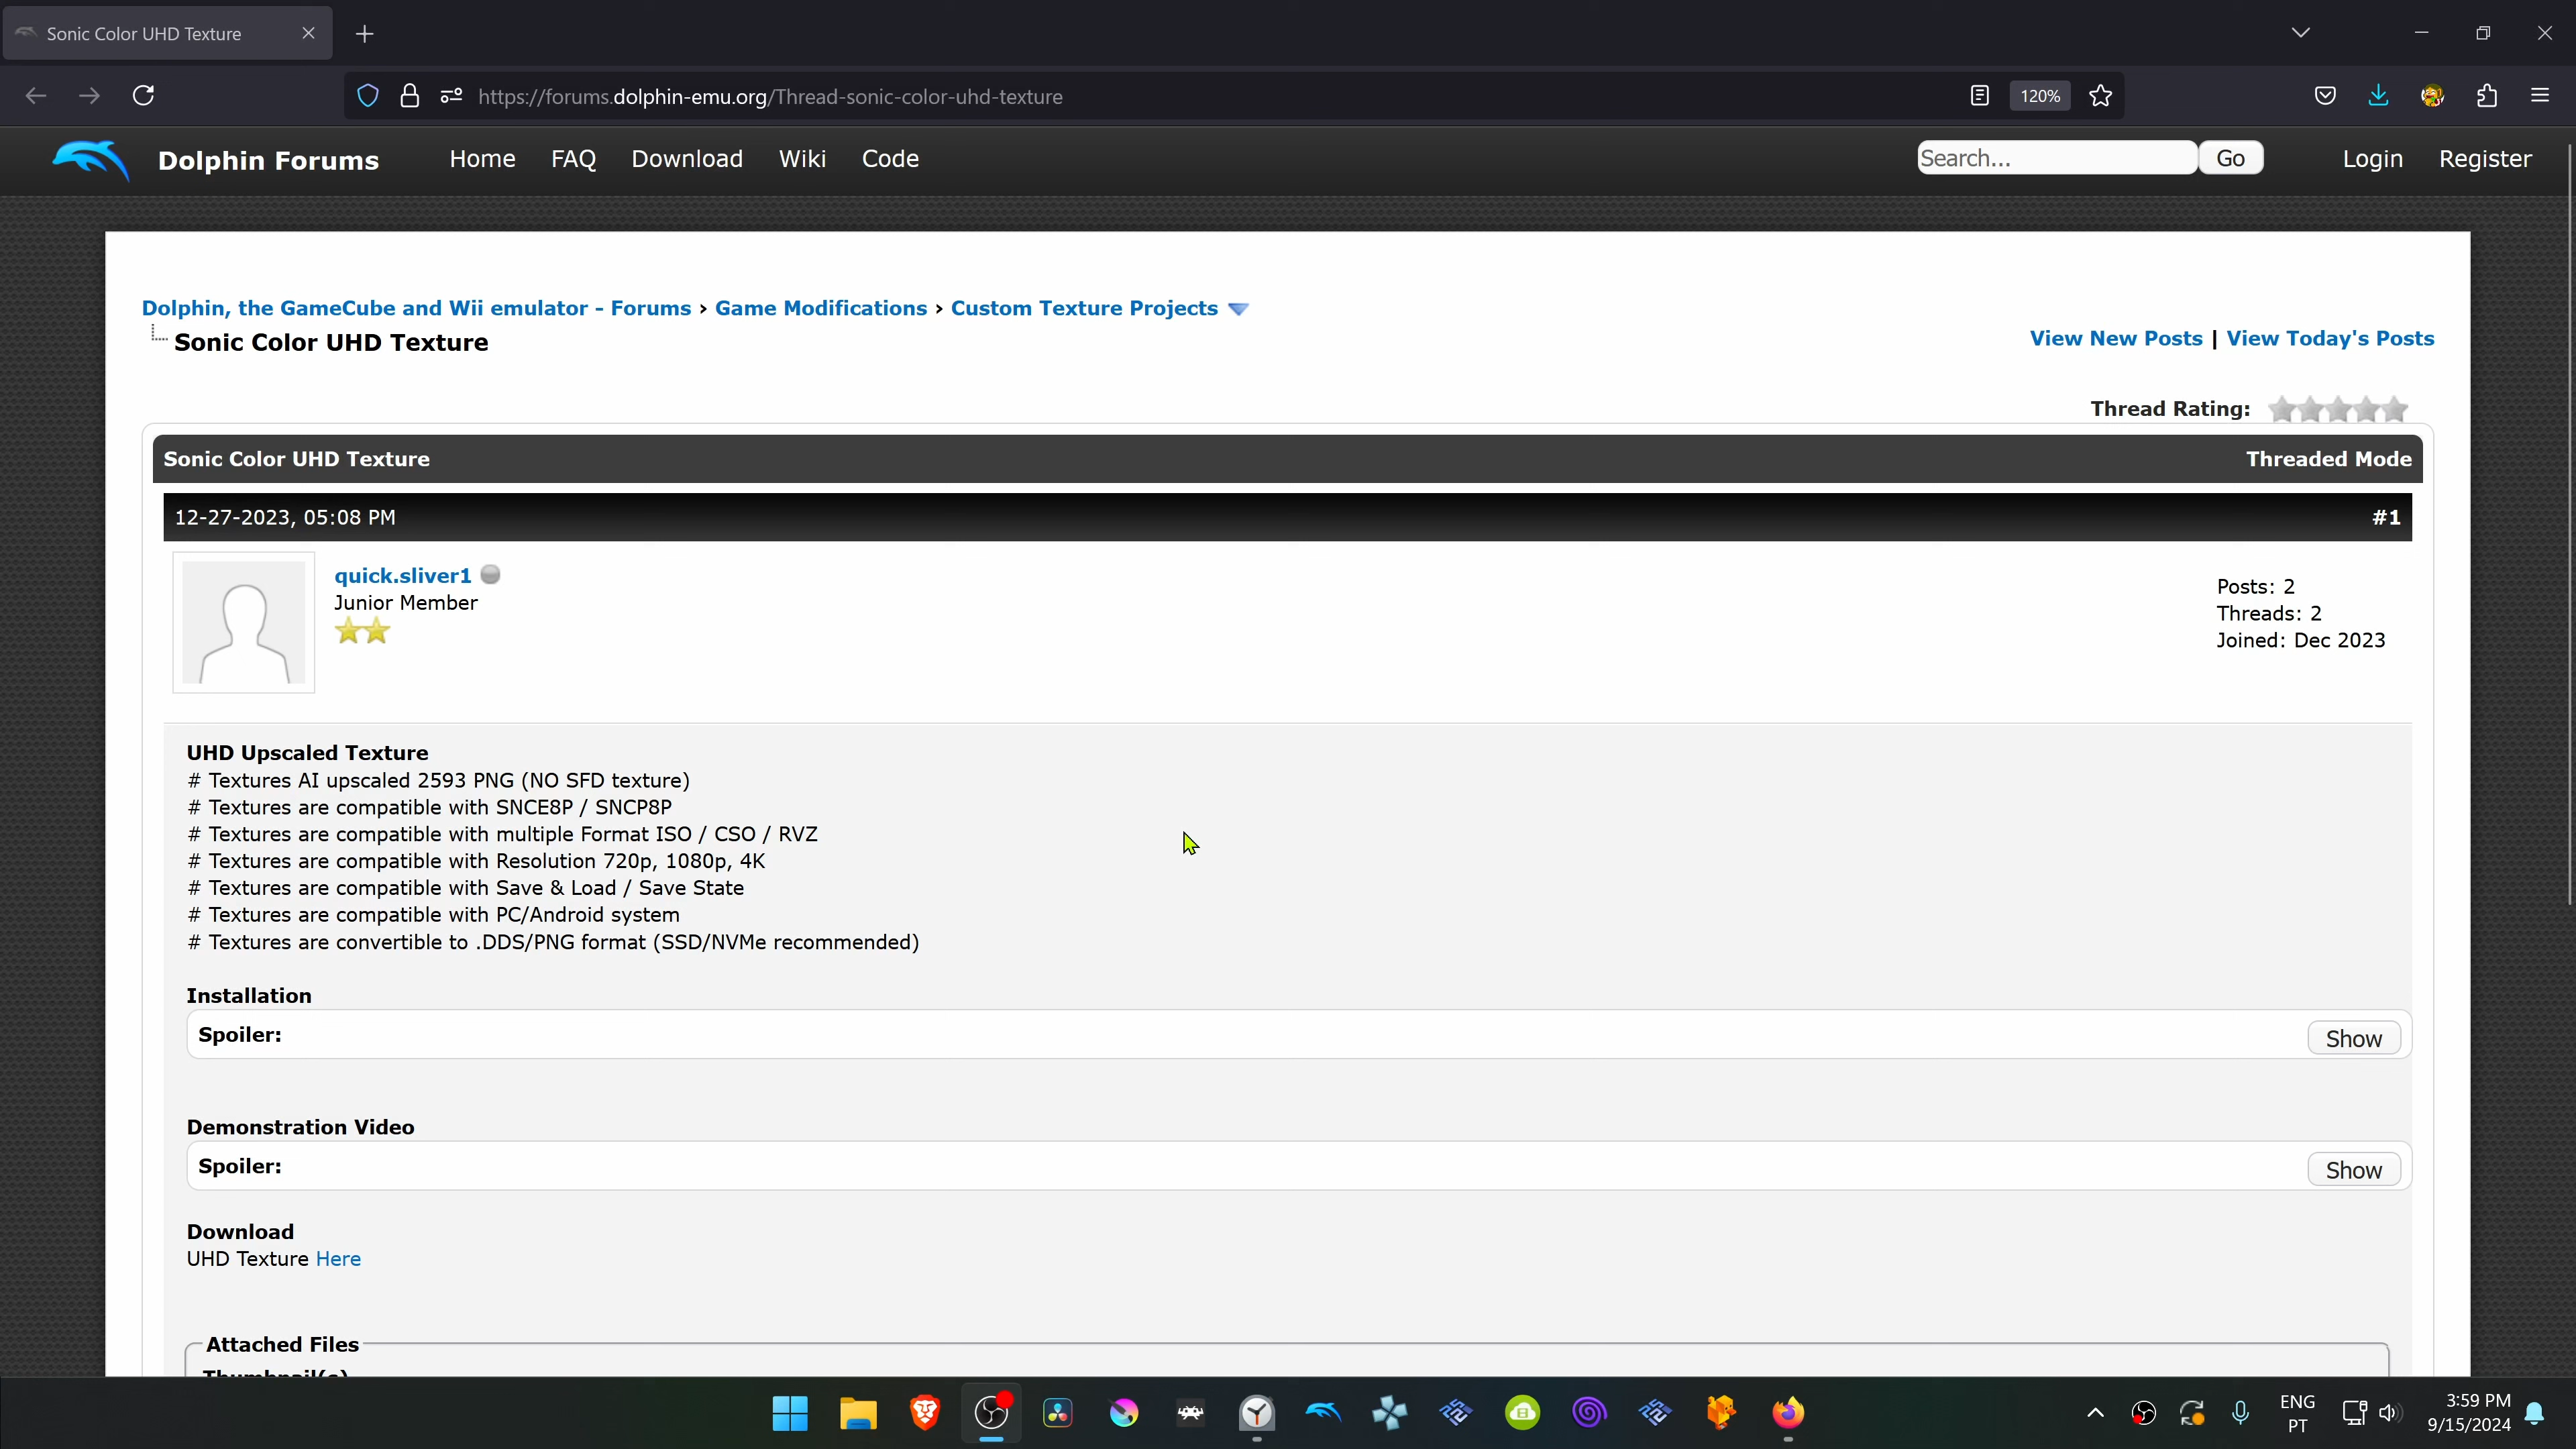 Sonic Color UHD Texture
https://forums.dolphin-emu.org/Thread-sonic-color-uhd-texture
120%
Dolphin Forums
Home
FAQ
Download
Wiki
Code
Search...
Go
Login
Register
Dolphin, the GameCube and Wii emulator - Forums › Game Modifications › Custom Texture Projects
Sonic Color UHD Texture
View New Posts | View Today's Posts
Thread Rating:
Sonic Color UHD Texture
Threaded Mode
12-27-2023, 05:08 PM
#1
quick.sliver1
Junior Member
Posts: 2
Threads: 2
Joined: Dec 2023
UHD Upscaled Texture
# Textures AI upscaled 2593 PNG (NO SFD texture)
# Textures are compatible with SNCE8P / SNCP8P
# Textures are compatible with multiple Format ISO / CSO / RVZ
# Textures are compatible with Resolution 720p, 1080p, 4K
# Textures are compatible with Save & Load / Save State
# Textures are compatible with PC/Android system
# Textures are convertible to .DDS/PNG format (SSD/NVMe recommended)
Installation
Spoiler:
Show
Demonstration Video
Spoiler:
Show
Download
UHD Texture Here
Attached Files
Thumbnail(s)
ENG
PT
3:59 PM
9/15/2024